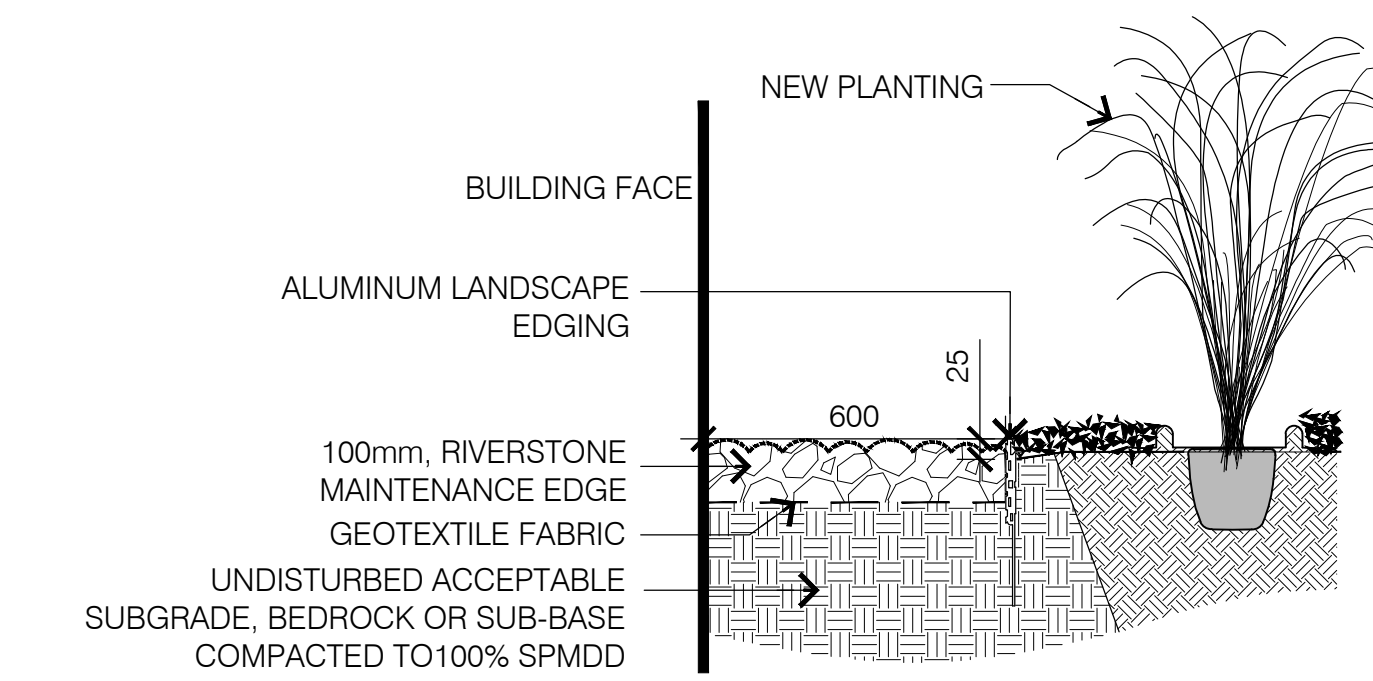 NEW PLANTING
BUILDING FACE
ALUMINUM LANDSCAPE
EDGING
25
600
100mm, RIVERSTONE
MAINTENANCE EDGE
GEOTEXTILE FABRIC
UNDISTURBED ACCEPTABLE
SUBGRADE, BEDROCK OR SUB-BASE
COMPACTED TO100% SPMDD